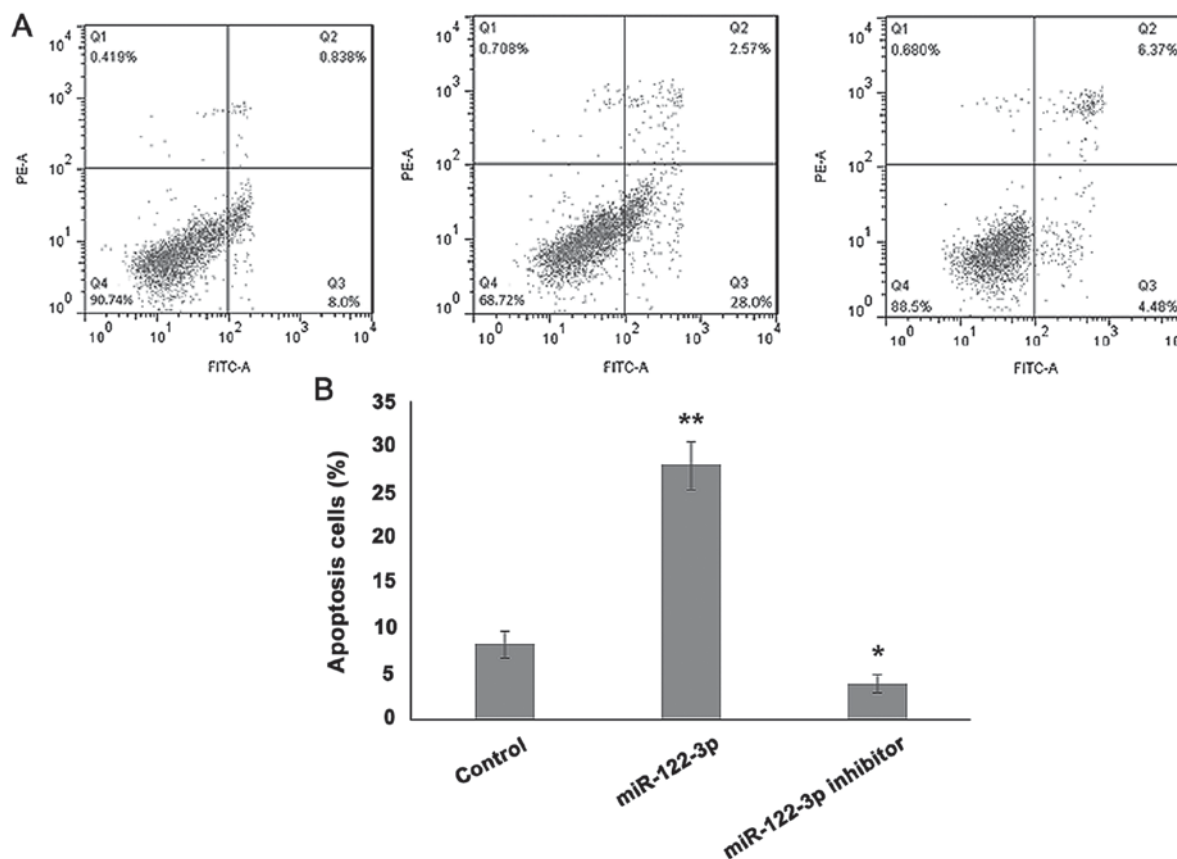 A
Q1
0.419%
Q2
0.838%
Q4
90.74%
Q3
8.0%
10^4
10^3
10^2
10^1
10^0
PE-A
10^0 10^1 10^2 10^3 10^4
FITC-A
Q1
0.708%
Q2
2.57%
Q4
68.72%
Q3
28.0%
10^4
10^3
10^2
10^1
10^0
PE-A
10^0 10^1 10^2 10^3 10^4
FITC-A
Q1
0.680%
Q2
6.37%
Q4
88.5%
Q3
4.48%
10^4
10^3
10^2
10^1
10^0
PE-A
10^0 10^1 10^2 10^3 10^4
FITC-A
B
Apoptosis cells (%)
35
30
25
20
15
10
5
0
**
*
Control
miR-122-3p
miR-122-3p inhibitor